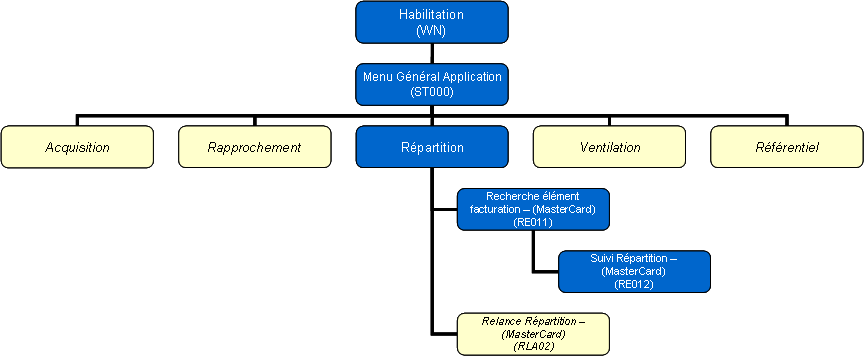 Habilitation
(WN)
Menu Général Application
(ST000)
Acquisition
Rapprochement
Répartition
Ventilation
Référentiel
Recherche élément
facturation – (MasterCard)
(RE011)
Suivi Répartition –
(MasterCard)
(RE012)
Relance Répartition –
(MasterCard)
(RLA02)